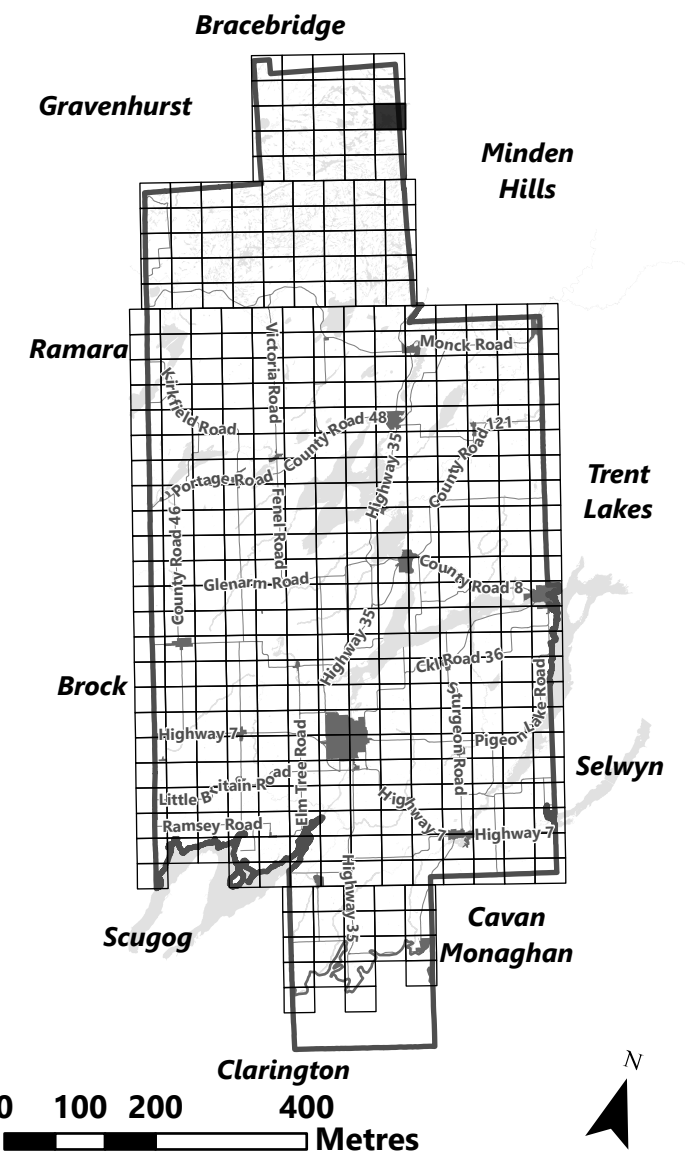 Bracebridge
Gravenhurst
Minden
Hills
Ramara
Monck Road
Victoria Road
Kirkfield Road
County Road 48
County Road 121
Highway 35
Portage Road
Trent
Lakes
Fenel Road
County Road 46
County Road 8
Glenarm Road
Highway 35
Ckl Road 36
Brock
Sturgeon Road
Pigeon Lake Road
Highway 7
Elm Tree Road
Selwyn
Little Britain Road
Highway 7
Ramsey Road
Highway 7
Highway 35
Cavan
Monaghan
Scugog
Clarington
N
0 100 200 400
Metres